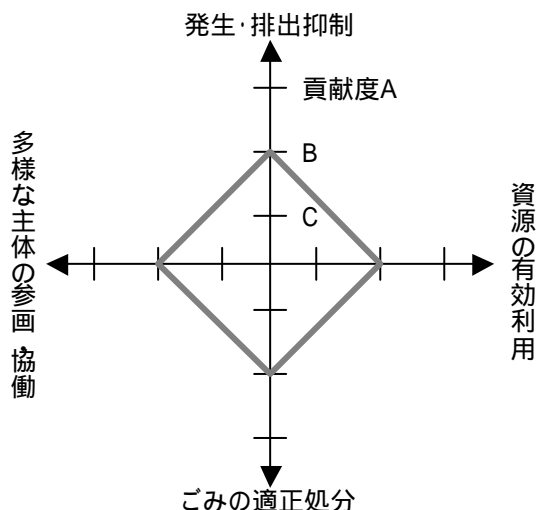 発生・排出抑制
貢献度A
B
C
多様な主体の参画・協働
資源の有効利用
ごみの適正処分